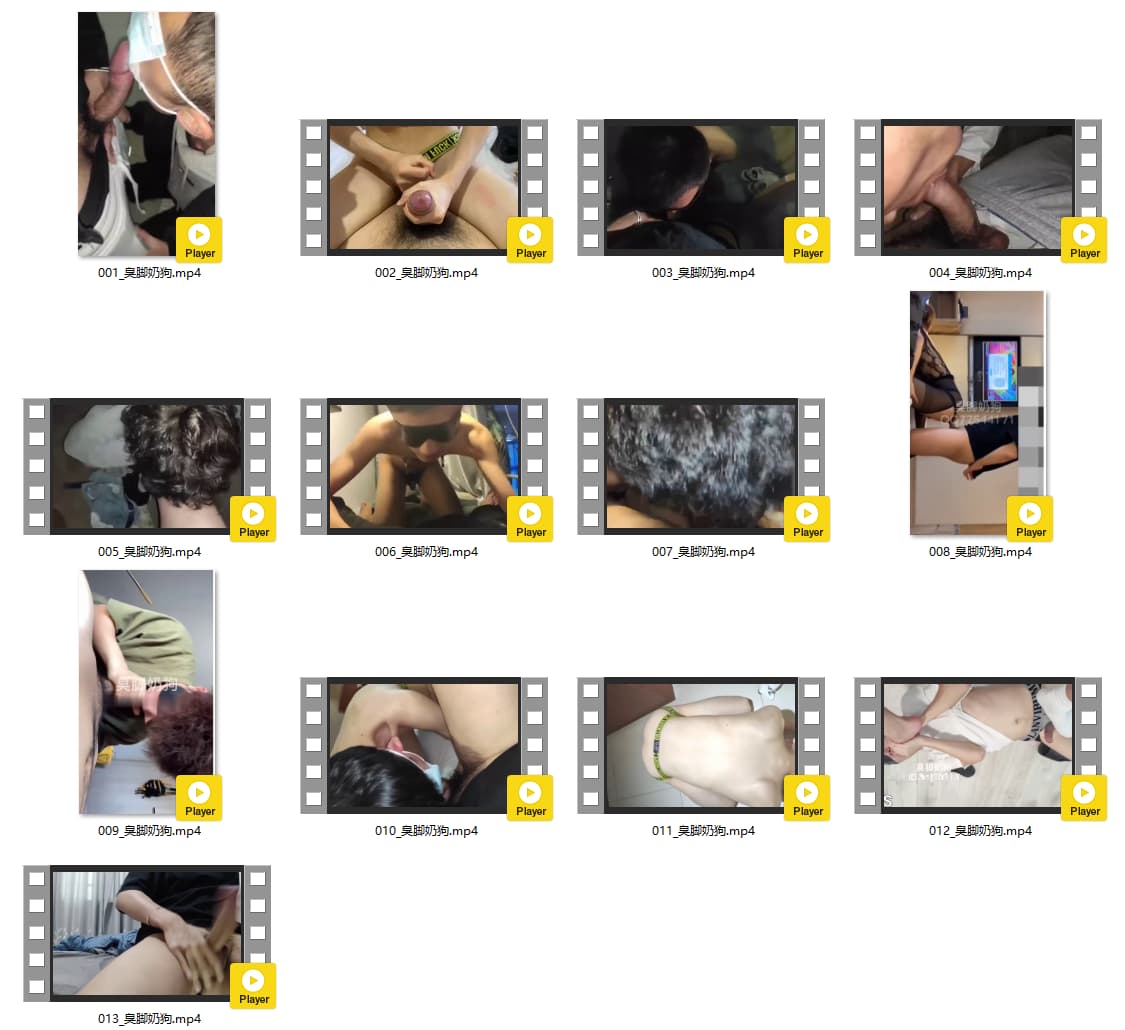 Player
001_臭脚奶狗.mp4
Player
002_臭脚奶狗.mp4
Player
003_臭脚奶狗.mp4
Player
004_臭脚奶狗.mp4
Player
005_臭脚奶狗.mp4
Player
006_臭脚奶狗.mp4
Player
007_臭脚奶狗.mp4
臭脚奶狗
Player
008_臭脚奶狗.mp4
臭脚奶狗
Player
009_臭脚奶狗.mp4
Player
010_臭脚奶狗.mp4
Player
011_臭脚奶狗.mp4
Player
012_臭脚奶狗.mp4
Player
013_臭脚奶狗.mp4